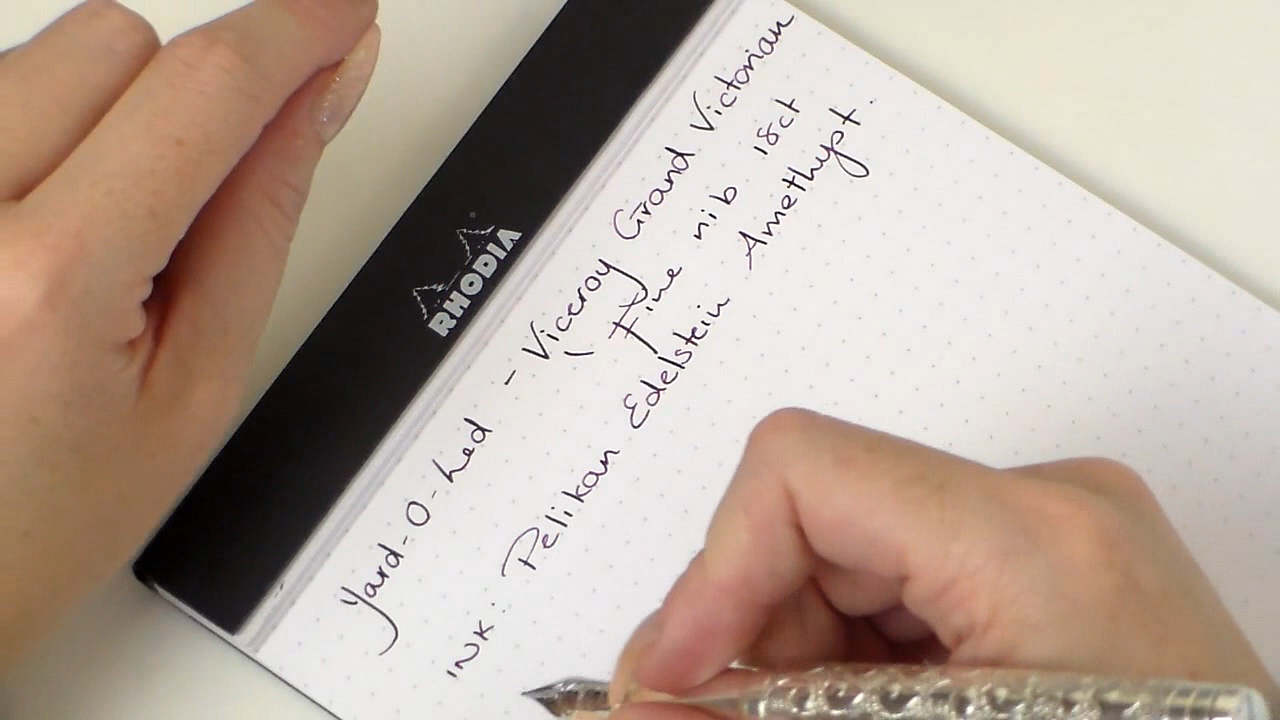 RHODIA
Yard-O-Led - Viceroy Grand Victorian
( Fine nib 18ct
INK: Pelikan Edelstein Amethyst.